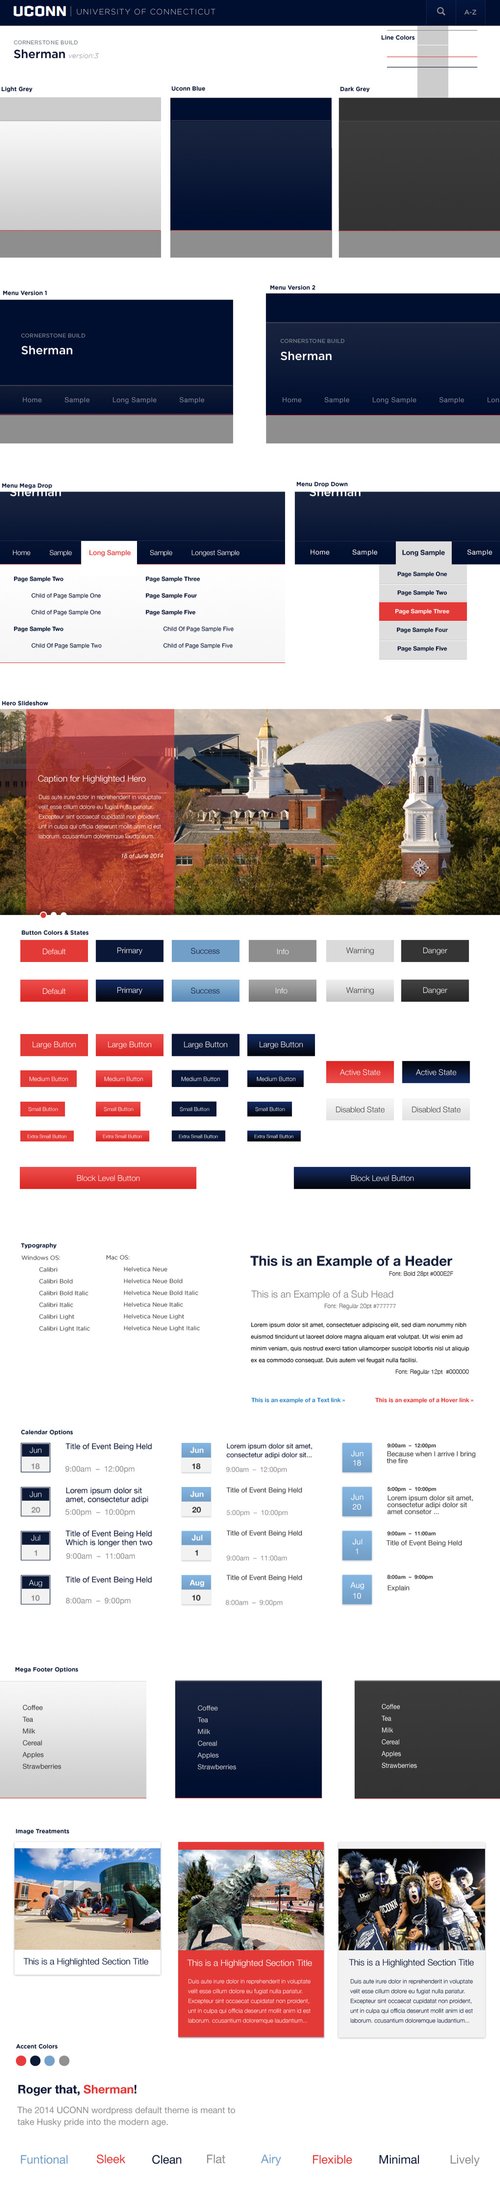 UCONN UNIVERSITY OF CONNECTICUT
A-Z
CORNERSTONE BUILD
Sherman version:3
Line Colors
Light Grey
Uconn Blue
Dark Grey
Menu Version 1
Menu Version 2
CORNERSTONE BUILD
Sherman
Home Sample Long Sample Sample
CORNERSTONE BUILD
Sherman
Home Sample Long Sample Sample Lon
Menu Mega Drop
Menu Drop Down
Sherman
Home Sample Long Sample Sample Longest Sample
Page Sample Two
Child of Page Sample One
Child of Page Sample One
Page Sample Two
Child Of Page Sample Two
Page Sample Three
Page Sample Four
Page Sample Five
Child Of Page Sample Five
Child of Page Sample Five
Sherman
Home Sample Long Sample Sample
Page Sample One
Page Sample Two
Page Sample Three
Page Sample Four
Page Sample Five
Hero Slideshow
Caption for Highlighted Hero
Duis aute irure dolor in reprehenderit in voluptate
velit esse cillum dolore eu fugiat nulla pariatur.
Excepteur sint occaecat cupidatat non proident,
unt in culpa qui officia deserunt mollit anim id est
laborum. ccusantium doloremque laudantium...
18 of June 2014
Button Colors & States
Default Primary Success Info Warning Danger
Default Primary Success Info Warning Danger
Large Button Large Button Large Button Large Button
Medium Button Medium Button Medium Button Medium Button
Small Button Small Button Small Button Small Button
Extra Small Button Extra Small Button Extra Small Button Extra Small Button
Active State Active State
Disabled State Disabled State
Block Level Button
Block Level Button
Typography
Windows OS:
Calibri
Calibri Bold
Calibri Bold Italic
Calibri Italic
Calibri Light
Calibri Light Italic
Mac OS:
Helvetica Neue
Helvetica Neue Bold
Helvetica Neue Bold Italic
Helvetica Neue Italic
Helvetica Neue Light
Helvetica Neue Light Italic
This is an Example of a Header
Font: Bold 28pt #000E2F
This is an Example of a Sub Head
Font: Regular 20pt #777777
Lorem ipsum dolor sit amet, consectetuer adipiscing elit, sed diam nonummy nibh
euismod tincidunt ut laoreet dolore magna aliquam erat volutpat. Ut wisi enim ad
minim veniam, quis nostrud exerci tation ullamcorper suscipit lobortis nisl ut aliquip
ex ea commodo consequat. Duis autem vel feugait nulla facilisi.
Font: Regular 12pt #000000
This is an example of a Text link »
This is an example of a Hover link »
Calendar Options
Jun
18
Title of Event Being Held
9:00am – 12:00pm
Jun
20
Lorem ipsum dolor sit
amet, consectetur adipi
5:00pm – 10:00pm
Jul
1
Title of Event Being Held
Which is longer then two
9:00am – 11:00am
Aug
10
Title of Event Being Held
8:00am – 9:00pm
Jun
18
Lorem ipsum dolor sit amet,
consectetur adipiscing dolor sit...
9:00am – 12:00pm
Jun
20
Title of Event Being Held
5:00pm – 10:00pm
Jul
1
Title of Event Being Held
9:00am – 11:00am
Aug
10
Title of Event Being Held
8:00am – 9:00pm
Jun
18
9:00am – 12:00pm
Because when I arrive I bring
the fire
Jun
20
5:00pm – 10:00pm
Lorem ipsum dolor sit amet,
consectetur adipiscing dolor sit
amet consetor ...
Jul
1
9:00am – 11:00am
Title of Event Being Held
Aug
10
8:00am – 9:00pm
Explain
Mega Footer Options
Coffee
Tea
Milk
Cereal
Apples
Strawberries
Coffee
Tea
Milk
Cereal
Apples
Strawberries
Coffee
Tea
Milk
Cereal
Apples
Strawberries
Image Treatments
This is a Highlighted Section Title
This is a Highlighted Section Title
Duis aute irure dolor in reprehenderit in voluptate
velit esse cillum dolore eu fugiat nulla pariatur.
Excepteur sint occaecat cupidatat non proident,
unt in culpa qui officia deserunt mollit anim id est
laborum. ccusantium doloremque laudantium...
This is a Highlighted Section Title
Duis aute irure dolor in reprehenderit in voluptate
velit esse cillum dolore eu fugiat nulla pariatur.
Excepteur sint occaecat cupidatat non proident,
unt in culpa qui officia deserunt mollit anim id est
laborum. ccusantium doloremque laudantium...
Accent Colors
Roger that, Sherman!
The 2014 UCONN wordpress default theme is meant to
take Husky pride into the modern age.
Funtional Sleek Clean Flat Airy Flexible Minimal Lively